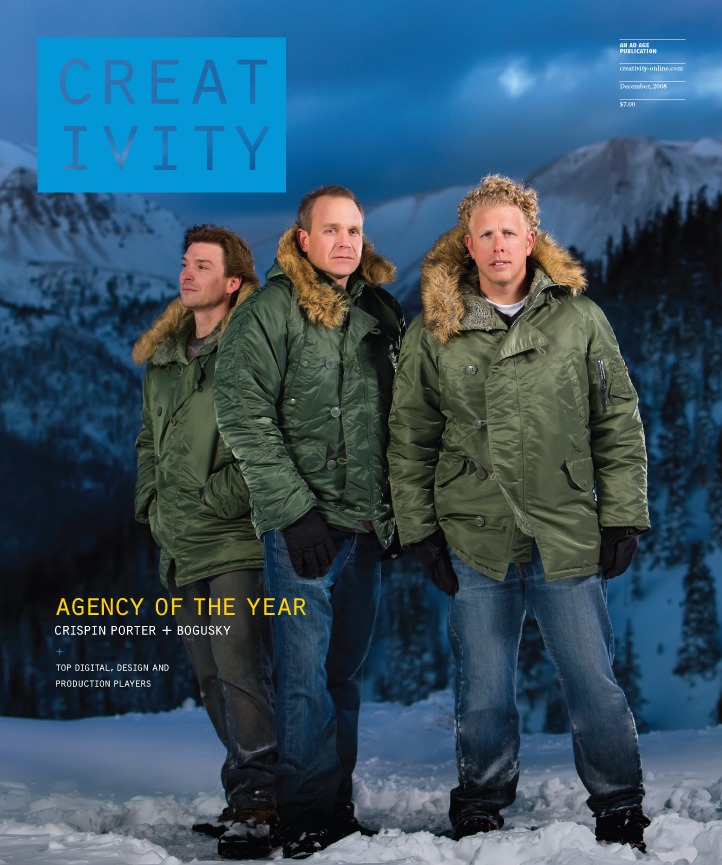 CREAT
IVITY
AN AD AGE
PUBLICATION
creativity-online.com
December, 2008
$7.00
AGENCY OF THE YEAR
CRISPIN PORTER + BOGUSKY
+
TOP DIGITAL, DESIGN AND
PRODUCTION PLAYERS